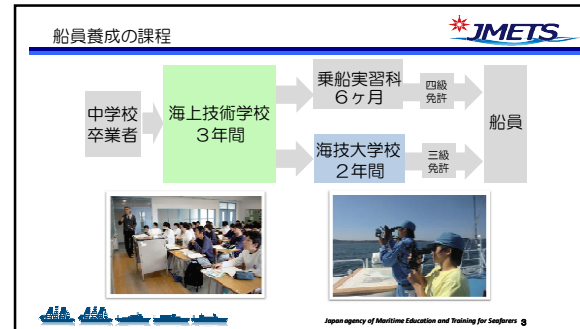 船員養成の課程
JMETS
中学校
卒業者
海上技術学校
3年間
乗船実習科
6ヶ月
四級
免許
海技大学校
2年間
三級
免許
船員
Japan agency of Maritime Education and Training for Seafarers 3